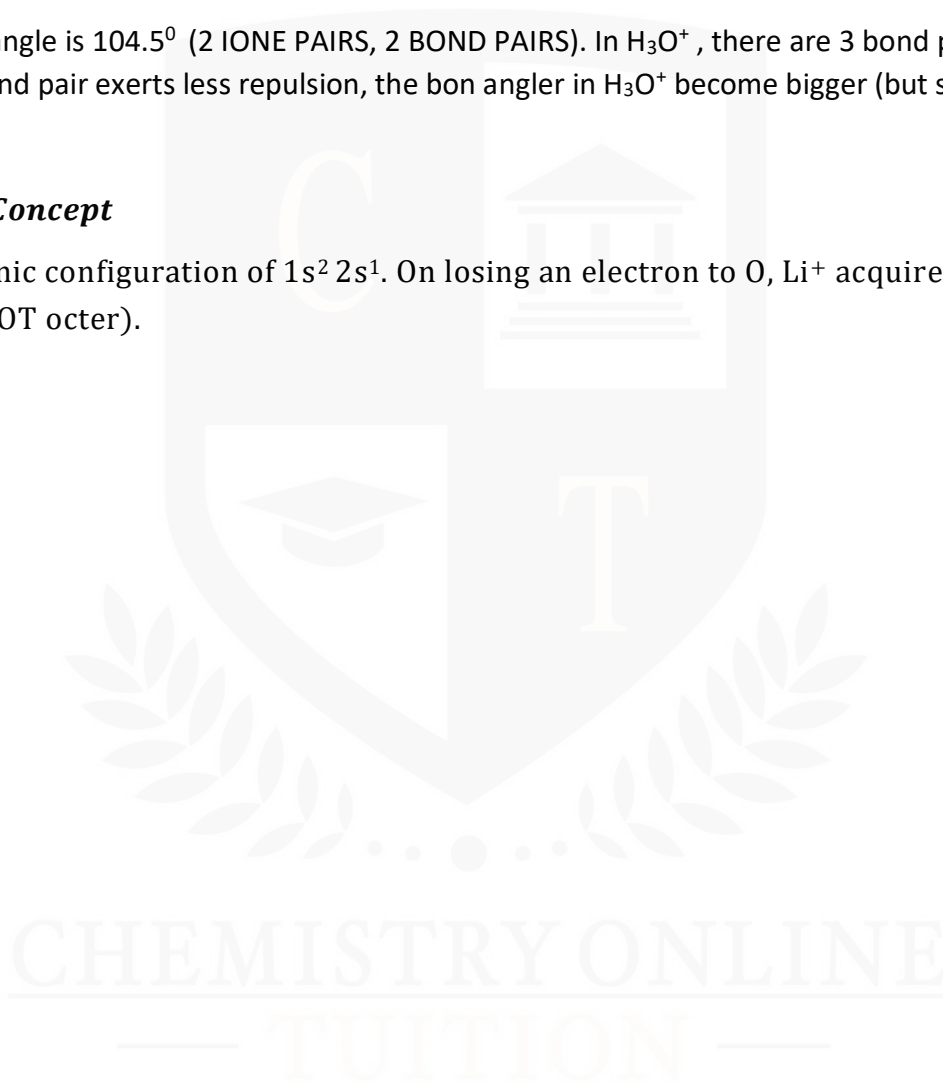 ngle is 104.5⁰ (2 IONE PAIRS, 2 BOND PAIRS). In H₃O⁺ , there are 3 bond p
nd pair exerts less repulsion, the bon angler in H₃O⁺ become bigger (but s
Concept
nic configuration of 1s² 2s¹. On losing an electron to O, Li⁺ acquire
OT octer).
C
T
CHEMISTRY ONLINE
— TUITION —